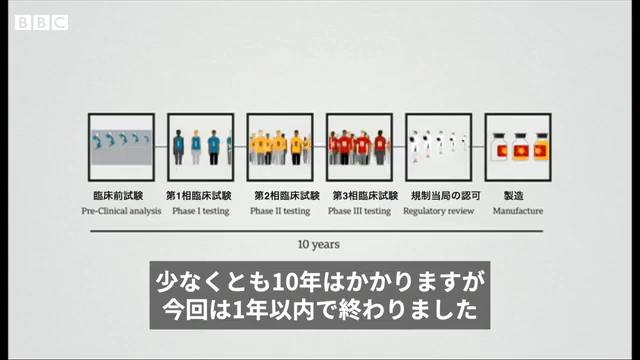 BBC
臨床前試験
Pre-Clinical analysis
第1相臨床試験
Phase I testing
第2相臨床試験
Phase II testing
第3相臨床試験
Phase III testing
規制当局の認可
Regulatory review
製造
Manufacture
10 years
少なくとも10年はかかりますが
今回は1年以内で終わりました